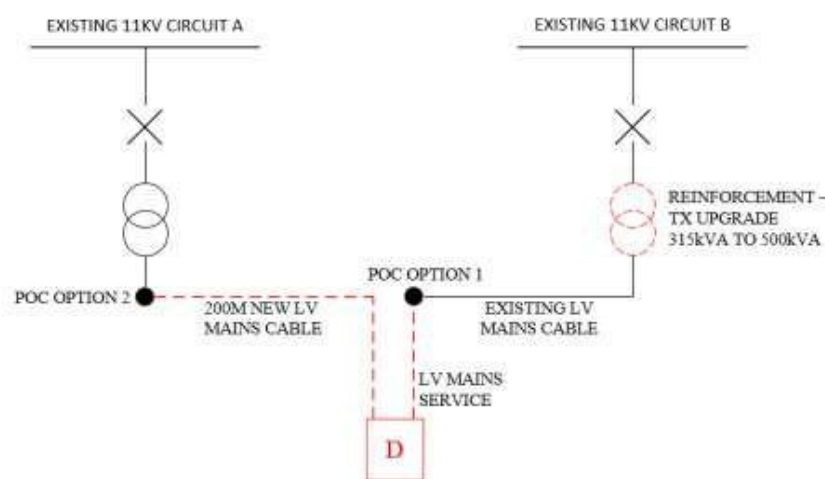 EXISTING 11KV CIRCUIT A
EXISTING 11KV CIRCUIT B
REINFORCEMENT –
TX UPGRADE
315kVA TO 500kVA
POC OPTION 1
POC OPTION 2
200M NEW LV
MAINS CABLE
EXISTING LV
MAINS CABLE
LV MAINS
SERVICE
D